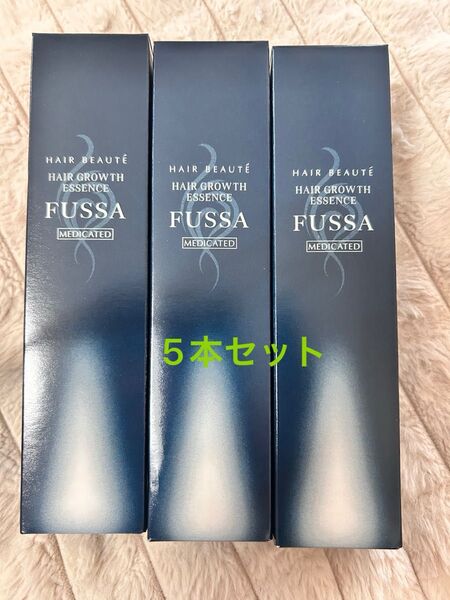 HAIR BEAUTÉ
HAIR GROWTH
ESSENCE
FUSSA
MEDICATED
HAIR BEAUTÉ
HAIR GROWTH
ESSENCE
FUSSA
MEDICATED
HAIR BEAUTÉ
HAIR GROWTH
ESSENCE
FUSSA
MEDICATED
5本セット